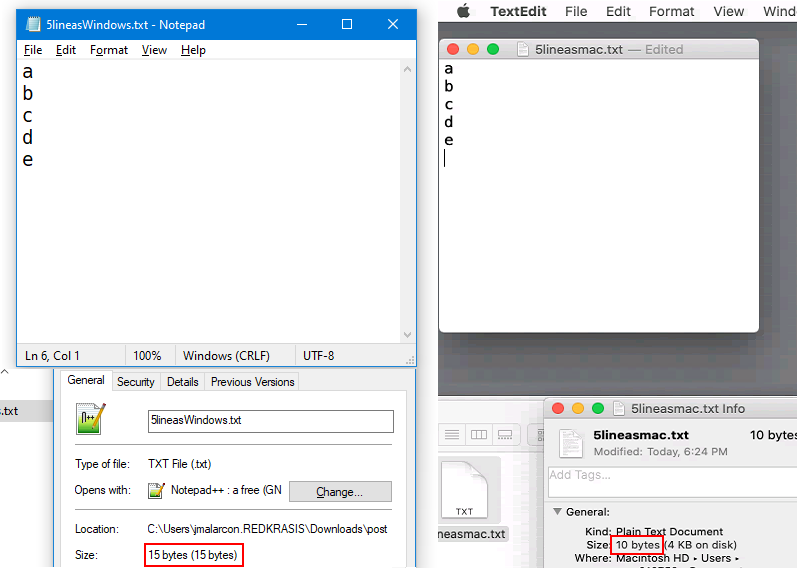 5lineasWindows.txt - Notepad
File Edit Format View Help
a
b
c
d
e
Ln 6, Col 1 100% Windows (CRLF) UTF-8
.txt
General Security Details Previous Versions
5lineasWindows.txt
Type of file: TXT File (.txt)
Opens with: Notepad++ : a free (GN Change...
Location: C:\Users\jmalarcon.REDKRASIS\Downloads\post
Size: 15 bytes (15 bytes)
TextEdit File Edit Format View Wind
5lineasmac.txt — Edited
a
b
c
d
e
TXT
neasmac.txt
5lineasmac.txt Info
5lineasmac.txt 10 bytes
Modified: Today, 6:24 PM
Add Tags...
General:
Kind: Plain Text Document
Size: 10 bytes (4 KB on disk)
Where: Macintosh HD ▸ Users ▸